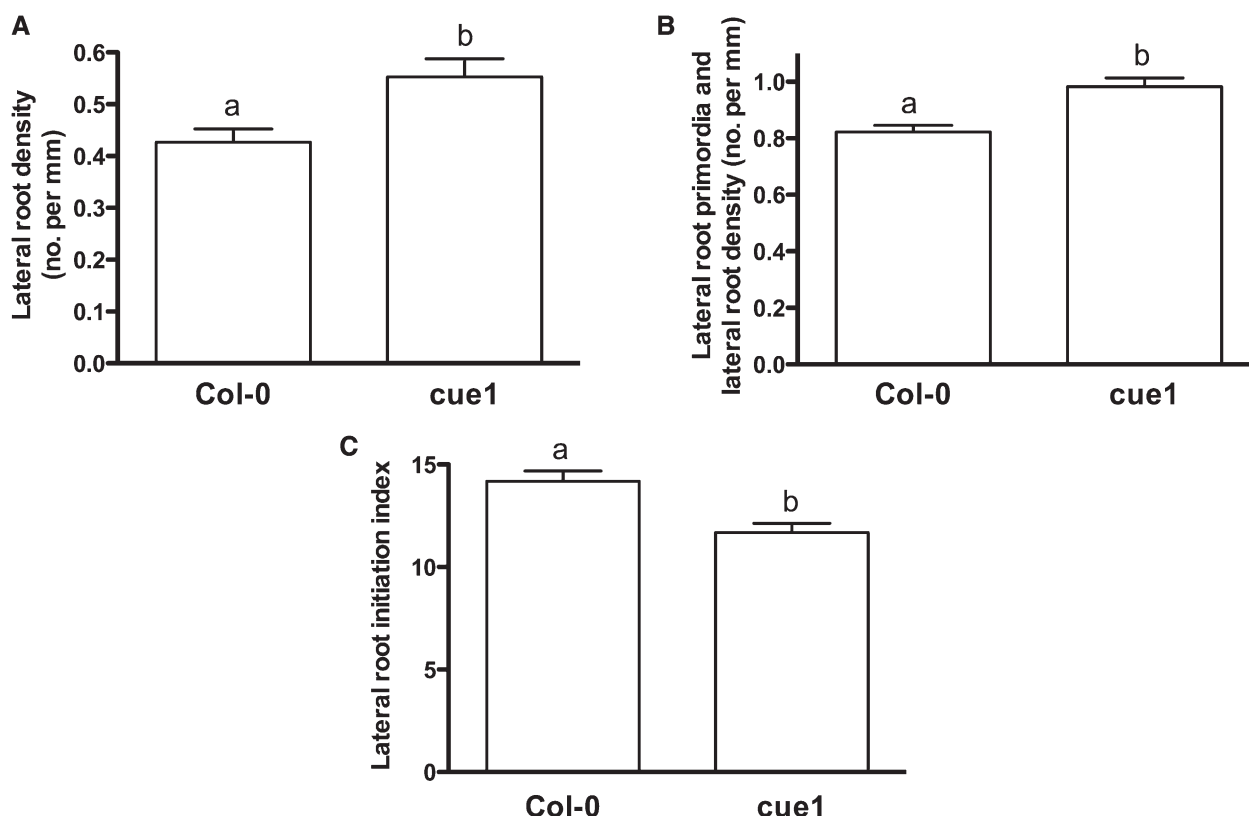 A
Lateral root density
(no. per mm)
0.6
0.5
0.4
0.3
0.2
0.1
0.0
a
b
Col-0
cue1
B
Lateral root primordia and
lateral root density (no. per mm)
1.0
0.8
0.6
0.4
0.2
0.0
a
b
Col-0
cue1
C
Lateral root initiation index
15
10
5
0
a
b
Col-0
cue1